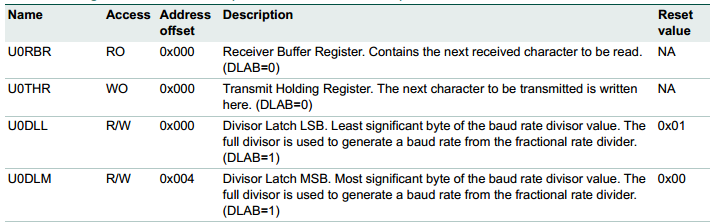 Name Access Address offset Description Reset value
U0RBR RO 0x000 Receiver Buffer Register. Contains the next received character to be read. (DLAB=0) NA
U0THR WO 0x000 Transmit Holding Register. The next character to be transmitted is written here. (DLAB=0) NA
U0DLL R/W 0x000 Divisor Latch LSB. Least significant byte of the baud rate divisor value. The full divisor is used to generate a baud rate from the fractional rate divider. (DLAB=1) 0x01
U0DLM R/W 0x004 Divisor Latch MSB. Most significant byte of the baud rate divisor value. The full divisor is used to generate a baud rate from the fractional rate divider. (DLAB=1) 0x00